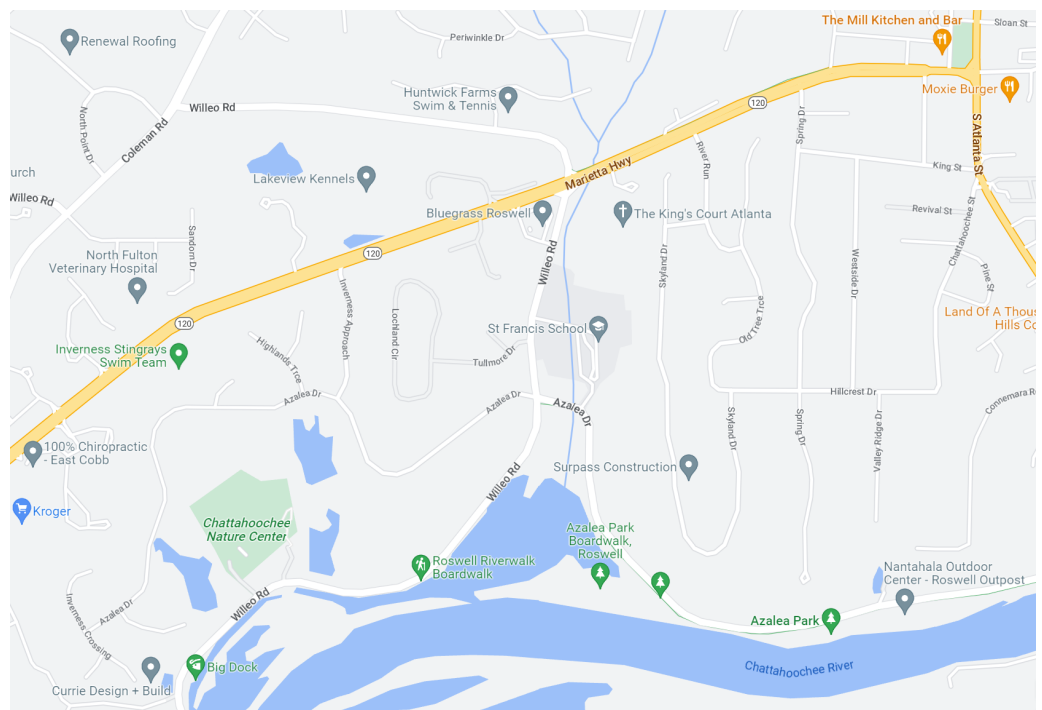 The Mill Kitchen and Bar
Sloan St
Renewal Roofing
Periwinkle Dr
Moxie Burger
Huntwick Farms
Swim & Tennis
Willeo Rd
120
Spring Dr
North Point Dr
Coleman Rd
S Atlanta St
River Run
Marietta Hwy
King St
urch
Lakeview Kennels
Willeo Rd
Bluegrass Roswell
The King's Court Atlanta
Revival St
Chattahoochee St
Sandorn Dr
120
Willeo Rd
Skyland Dr
Westside Dr
Pine St
North Fulton
Veterinary Hospital
Inverness Approach
Old Tree Trce
Land Of A Thous
Hills Co
120
St Francis School
Lochland Cir
Inverness Stingrays
Swim Team
Highlands Trce
Tullmore Dr
Azalea Dr
Azalea Dr
Azalea Dr
Hillcrest Dr
Connemara R
Skyland Dr
Spring Dr
Valley Ridge Dr
100% Chiropractic
- East Cobb
Surpass Construction
Willeo Rd
Kroger
Chattahoochee
Nature Center
Azalea Park
Boardwalk,
Roswell
Roswell Riverwalk
Boardwalk
Nantahala Outdoor
Center - Roswell Outpost
Willeo Rd
Azalea Dr
Inverness Crossing
Azalea Park
Big Dock
Chattahoochee River
Currie Design + Build